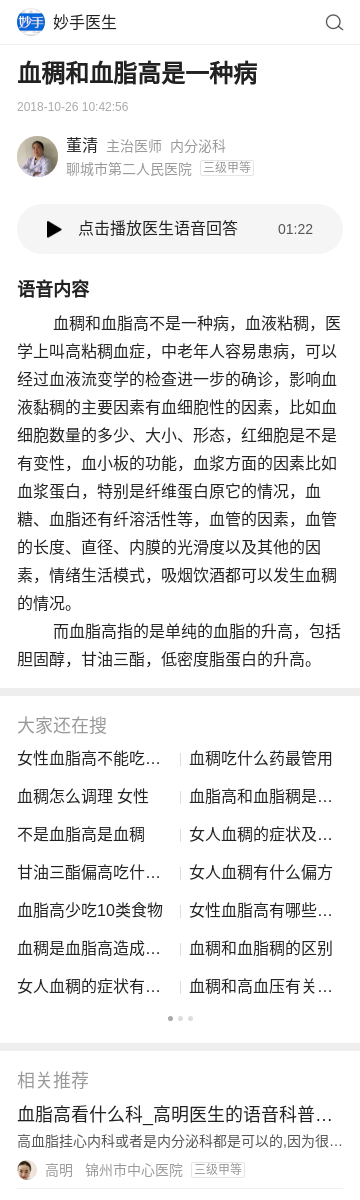 妙手 妙手医生
血稠和血脂高是一种病
2018-10-26 10:42:56
董清 主治医师 内分泌科
聊城市第二人民医院 三级甲等
点击播放医生语音回答 01:22
语音内容
血稠和血脂高不是一种病，血液粘稠，医
学上叫高粘稠血症，中老年人容易患病，可以
经过血液流变学的检查进一步的确诊，影响血
液黏稠的主要因素有血细胞性的因素，比如血
细胞数量的多少、大小、形态，红细胞是不是
有变性，血小板的功能，血浆方面的因素比如
血浆蛋白，特别是纤维蛋白原它的情况，血
糖、血脂还有纤溶活性等，血管的因素，血管
的长度、直径、内膜的光滑度以及其他的因
素，情绪生活模式，吸烟饮酒都可以发生血稠
的情况。
而血脂高指的是单纯的血脂的升高，包括
胆固醇，甘油三酯，低密度脂蛋白的升高。
大家还在搜
女性血脂高不能吃… 血稠吃什么药最管用
血稠怎么调理 女性 血脂高和血脂稠是…
不是血脂高是血稠 女人血稠的症状及…
甘油三酯偏高吃什… 女人血稠有什么偏方
血脂高少吃10类食物 女性血脂高有哪些…
血稠是血脂高造成… 血稠和血脂稠的区别
女人血稠的症状有… 血稠和高血压有关…
相关推荐
血脂高看什么科_高明医生的语音科普…
高血脂挂心内科或者是内分泌科都是可以的,因为很…
高明 锦州市中心医院 三级甲等